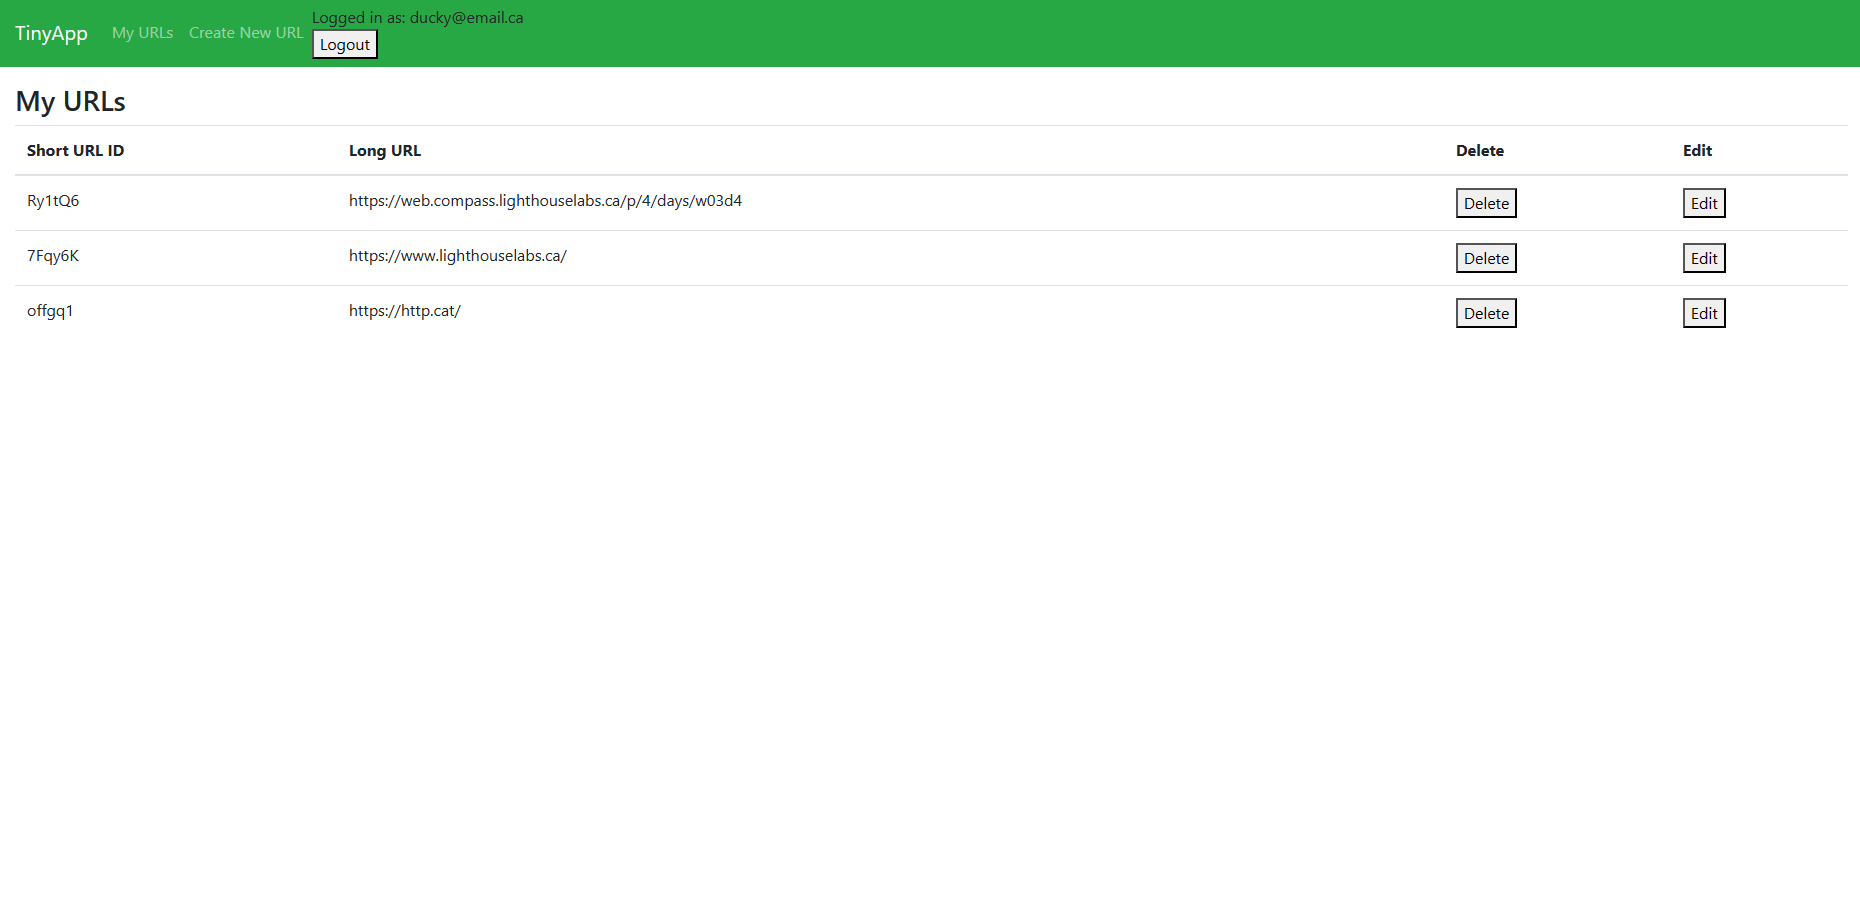 TinyApp My URLs Create New URL Logged in as: ducky@email.ca
Logout
My URLs
Short URL ID Long URL Delete Edit
Ry1tQ6 https://web.compass.lighthouselabs.ca/p/4/days/w03d4 Delete Edit
7Fqy6K https://www.lighthouselabs.ca/ Delete Edit
offgq1 https://http.cat/ Delete Edit